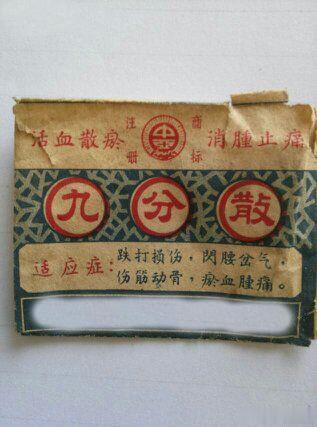 活血散瘀 注册 商标 消腫止痛
九分散
适应症: 跌打损伤，閃腰岔气，
伤筋动骨，瘀血腫痛。